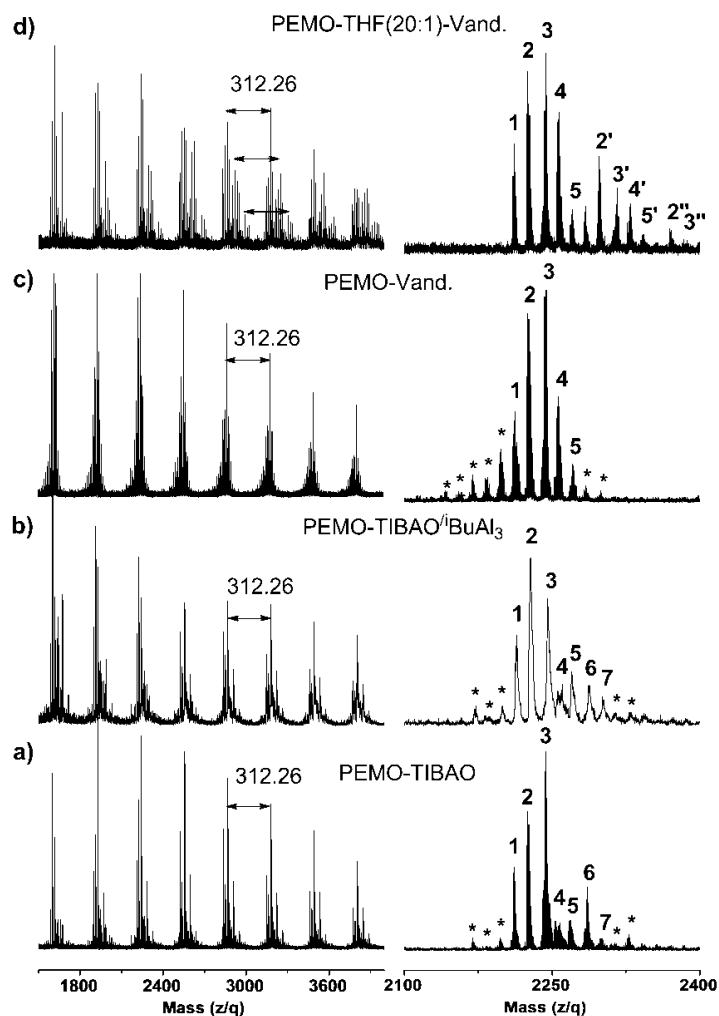 d) PEMO-THF(20:1)-Vand.
312.26
1 2 3 4 5 2' 3' 4' 5' 2" 3"
c) PEMO-Vand.
312.26
* * * * * 1 2 3 4 5 * *
b) PEMO-TIBAO/iBuAl3
312.26
* * * 1 2 3 4 5 6 7 * *
a) PEMO-TIBAO
312.26
* * * 1 2 3 4 5 6 7 * *
1800 2400 3000 3600 2100 2250 2400
Mass (z/q) Mass (z/q)